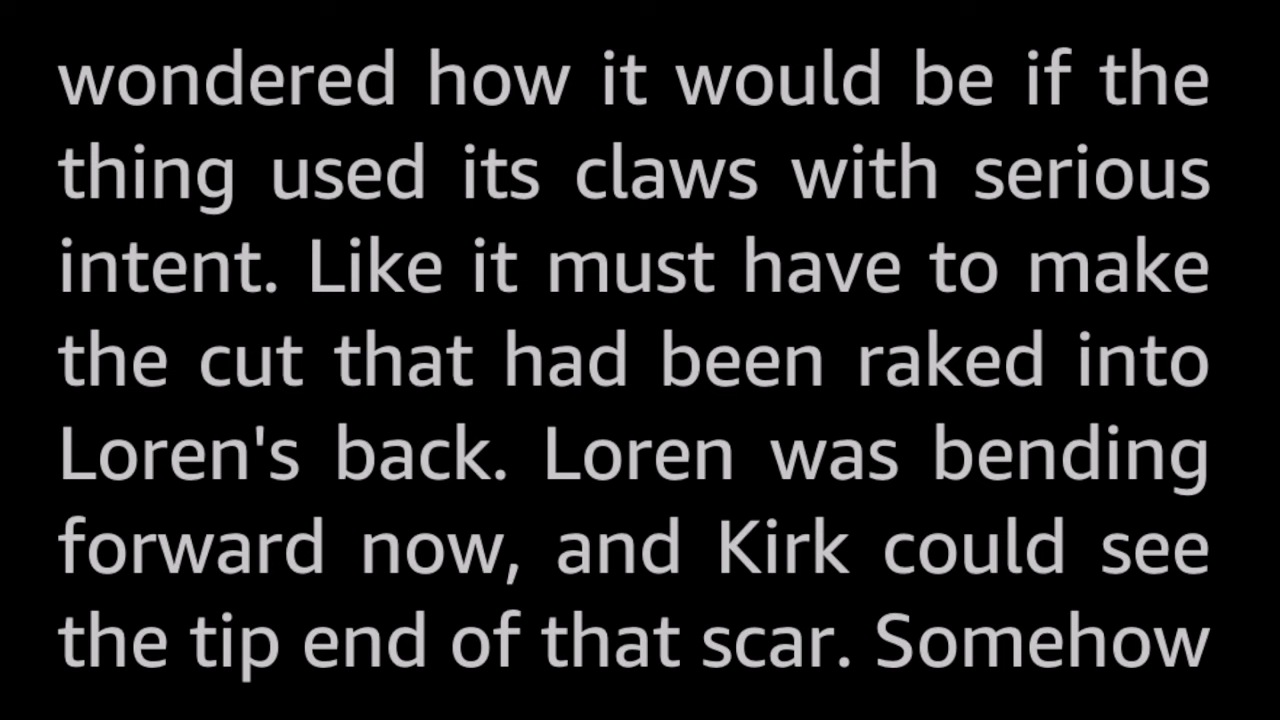 wondered how it would be if the
thing used its claws with serious
intent. Like it must have to make
the cut that had been raked into
Loren's back. Loren was bending
forward now, and Kirk could see
the tip end of that scar. Somehow